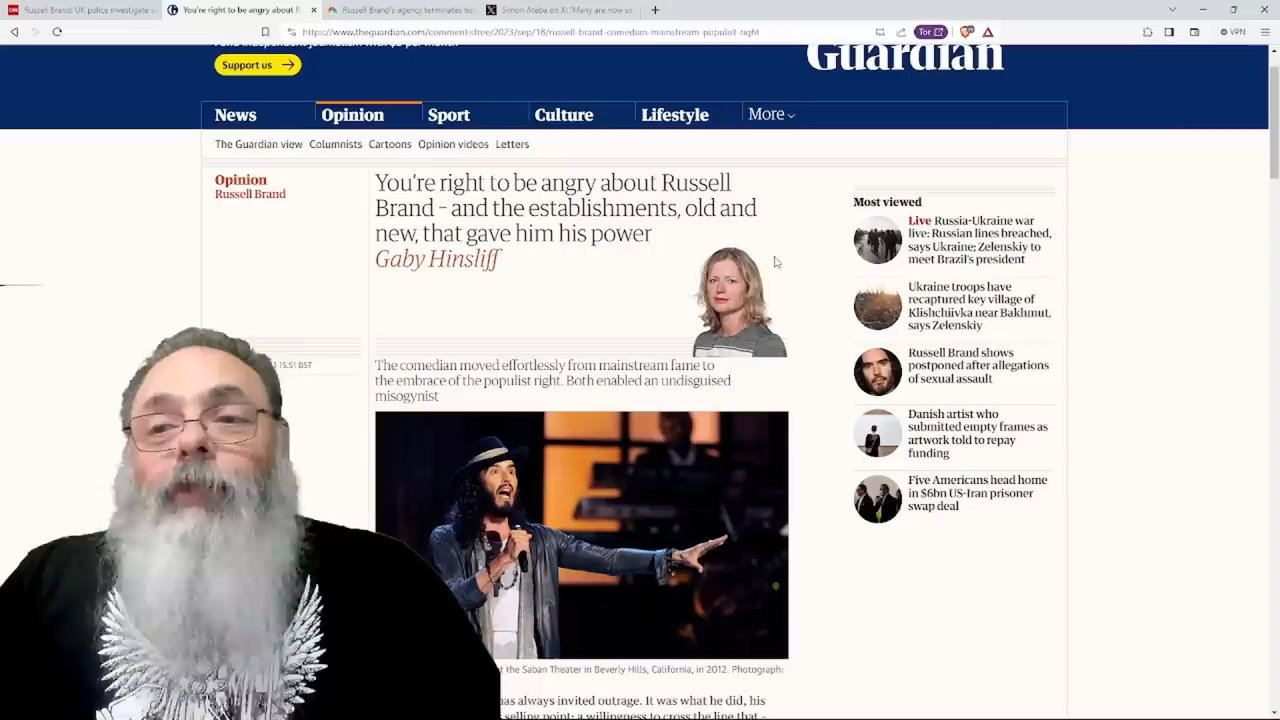 Russell Brand: UK police investigate s
You're right to be angry about R
Russell Brand's agency terminates ties
Simon Ateba on X: "Many are now sa
https://www.theguardian.com/commentisfree/2023/sep/18/russell-brand-comedian-mainstream-populist-right
Tor
VPN
Support us
Guardian
News
Opinion
Sport
Culture
Lifestyle
More
The Guardian view
Columnists
Cartoons
Opinion videos
Letters
Opinion
Russell Brand
You're right to be angry about Russell
Brand – and the establishments, old and
new, that gave him his power
Gaby Hinsliff
15.51 BST
The comedian moved effortlessly from mainstream fame to
the embrace of the populist right. Both enabled an undisguised
misogynist
t the Saban Theater in Beverly Hills, California, in 2012. Photograph:
as always invited outrage. It was what he did, his
selling point: a willingness to cross the line that –
Most viewed
Live Russia-Ukraine war
live: Russian lines breached,
says Ukraine; Zelenskiy to
meet Brazil's president
Ukraine troops have
recaptured key village of
Klishchiivka near Bakhmut,
says Zelenskiy
Russell Brand shows
postponed after allegations
of sexual assault
Danish artist who
submitted empty frames as
artwork told to repay
funding
Five Americans head home
in $6bn US-Iran prisoner
swap deal